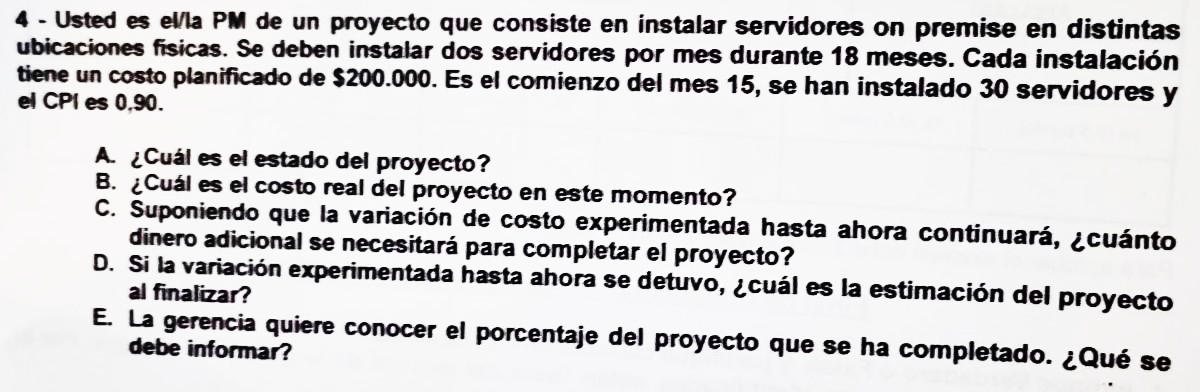 4 - Usted es el/la PM de un proyecto que consiste en instalar servidores on premise en distintas
ubicaciones físicas. Se deben instalar dos servidores por mes durante 18 meses. Cada instalación
tiene un costo planificado de $200.000. Es el comienzo del mes 15, se han instalado 30 servidores y
el CPI es 0,90.
A. ¿Cuál es el estado del proyecto?
B. ¿Cuál es el costo real del proyecto en este momento?
C. Suponiendo que la variación de costo experimentada hasta ahora continuará, ¿cuánto
dinero adicional se necesitará para completar el proyecto?
D. Si la variación experimentada hasta ahora se detuvo, ¿cuál es la estimación del proyecto
al finalizar?
E. La gerencia quiere conocer el porcentaje del proyecto que se ha completado. ¿Qué se
debe informar?